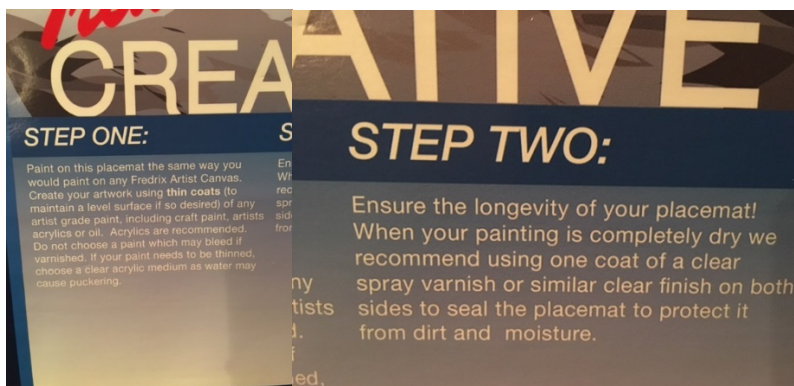 CREA
STEP ONE:
S
Paint on this placemat the same way you
would paint on any Fredrix Artist Canvas.
Create your artwork using thin coats (to
maintain a level surface if so desired) of any
artist grade paint, including craft paint, artists
acrylics or oil. Acrylics are recommended.
Do not choose a paint which may bleed if
varnished. If your paint needs to be thinned,
choose a clear acrylic medium as water may
cause puckering.
En
Wh
rec
spr
sid
fro
ATIVE
STEP TWO:
Ensure the longevity of your placemat!
When your painting is completely dry we
recommend using one coat of a clear
spray varnish or similar clear finish on both
sides to seal the placemat to protect it
from dirt and moisture.
ny
tists
d.
f
ed,